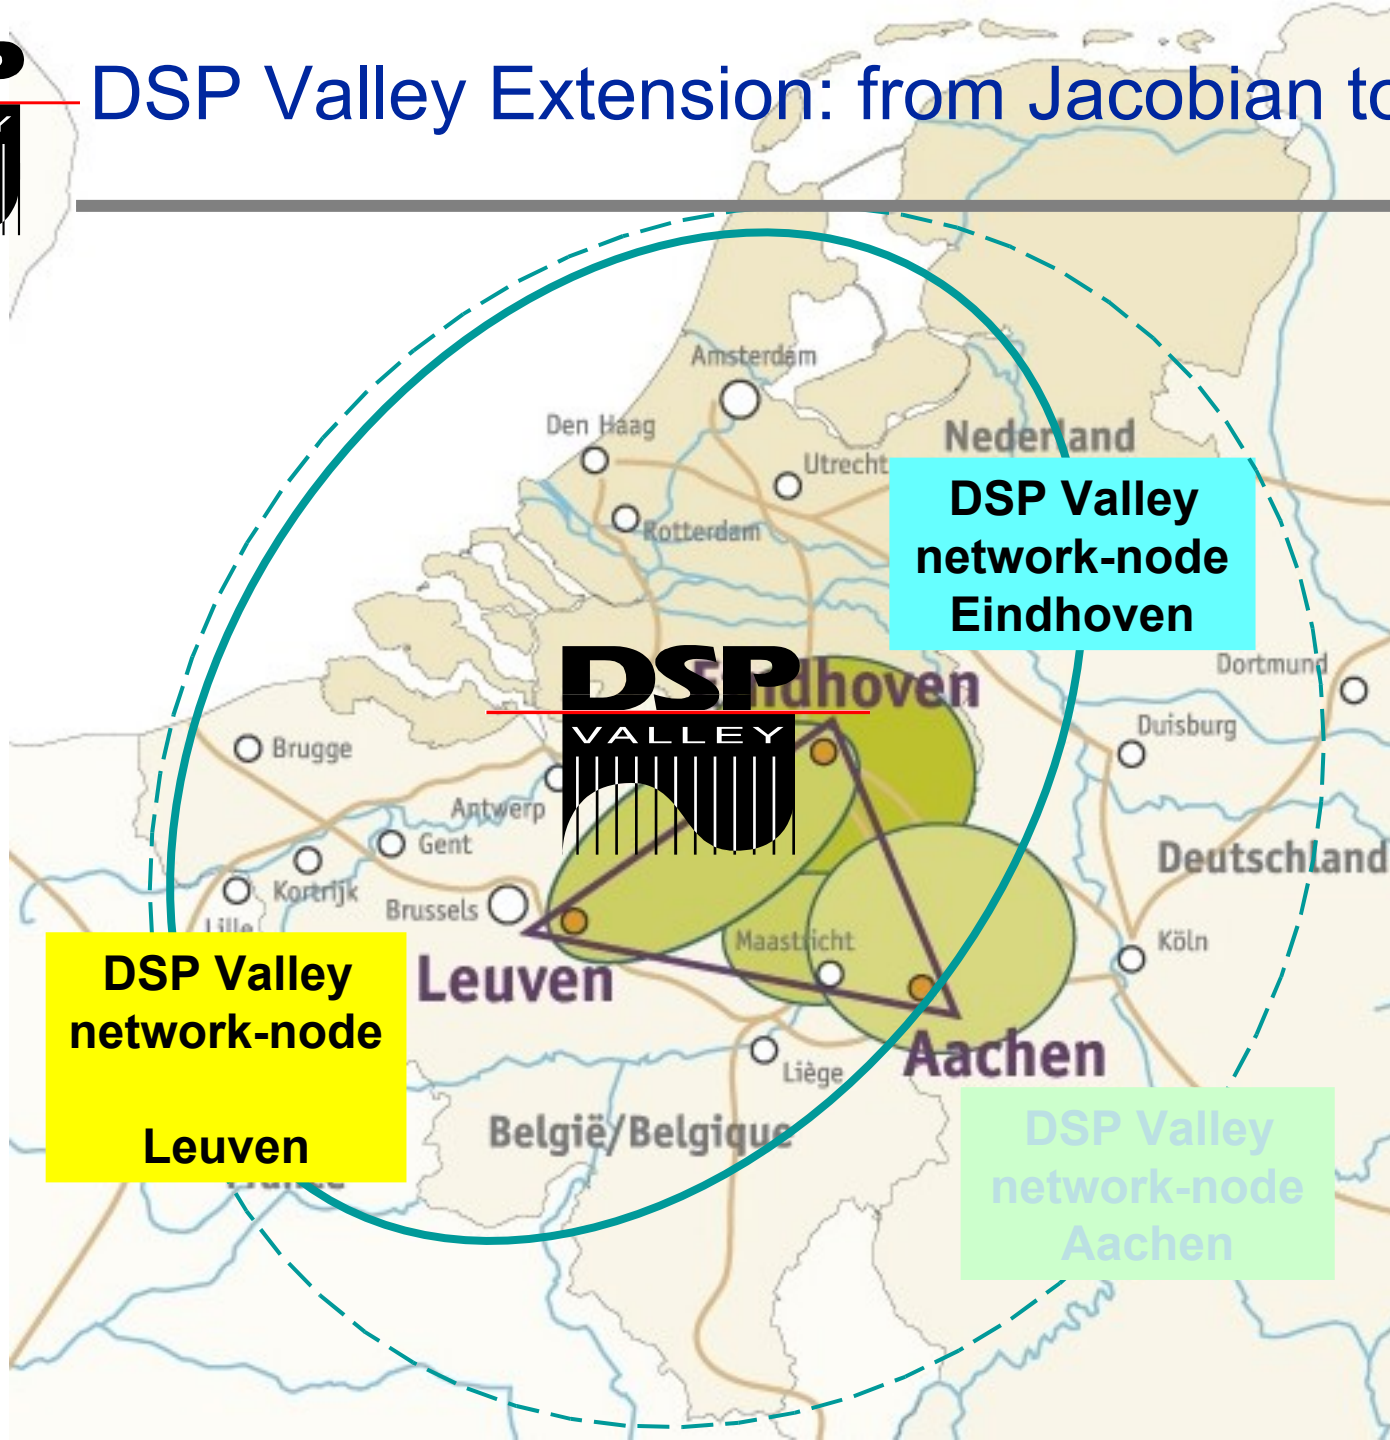 DSP Valley Extension: from Jacobian to
Amsterdam
Den Haag
Nederland
Utrecht
Rotterdam
DSP Valley
network-node
Eindhoven
DSP
VALLEY
Eindhoven
Dortmund
Duisburg
Brugge
Antwerp
Gent
Deutschland
Kortrijk
Brussels
Lille
Maastricht
Köln
DSP Valley
network-node
Leuven
Leuven
Aachen
Liège
België/Belgique
DSP Valley
network-node
Aachen